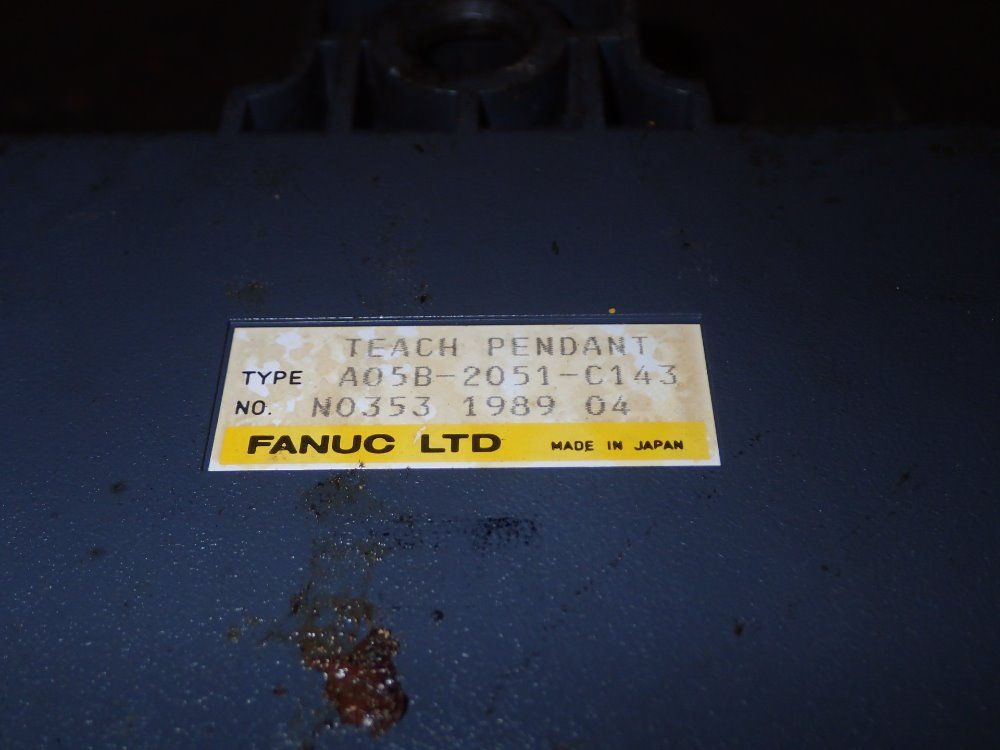 TEACH PENDANT
TYPE A05B-2051-C143
NO. N0353 1989 04
FANUC LTD MADE IN JAPAN